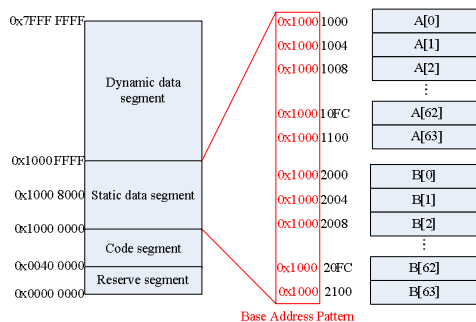 0x7FFF FFFF
Dynamic data
segment
0x1000 FFFF
0x1000 8000
Static data segment
0x1000 0000
Code segment
0x0040 0000
Reserve segment
0x0000 0000
0x1000 1000 A[0]
0x1000 1004 A[1]
0x1000 1008 A[2]
...
0x1000 10FC A[62]
0x1000 1100 A[63]
0x1000 2000 B[0]
0x1000 2004 B[1]
0x1000 2008 B[2]
...
0x1000 20FC B[62]
0x1000 2100 B[63]
Base Address Pattern